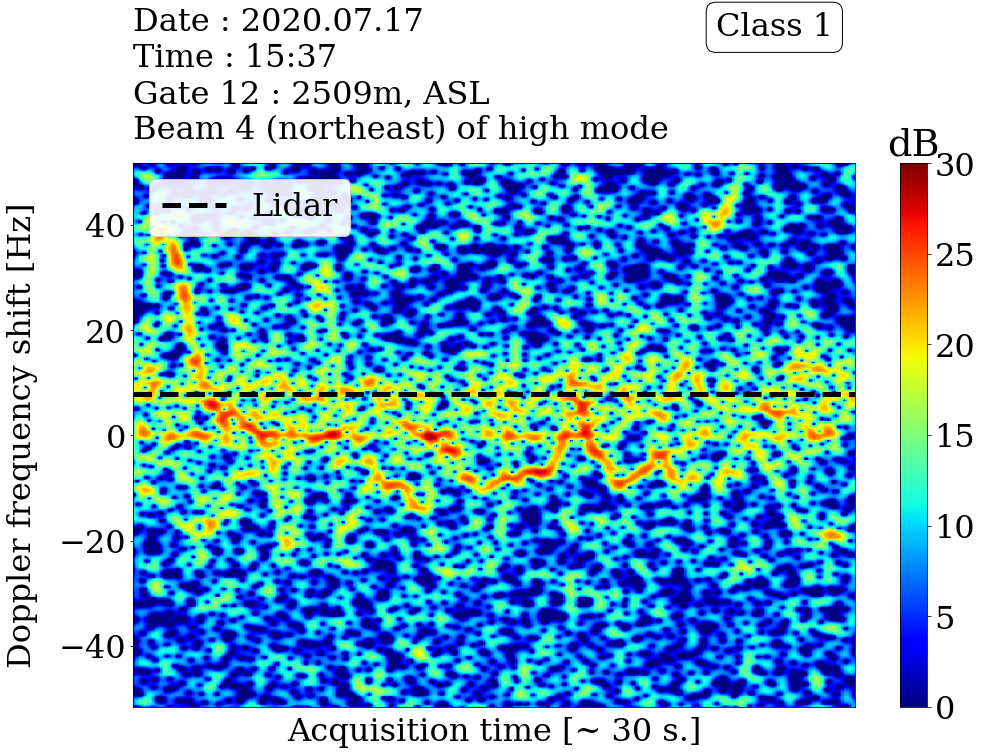 Date : 2020.07.17
Time : 15:37
Gate 12 : 2509m, ASL
Beam 4 (northeast) of high mode
Class 1
dB
Lidar
Doppler frequency shift [Hz]
40
20
0
−20
−40
30
25
20
15
10
5
0
Acquisition time [~ 30 s.]